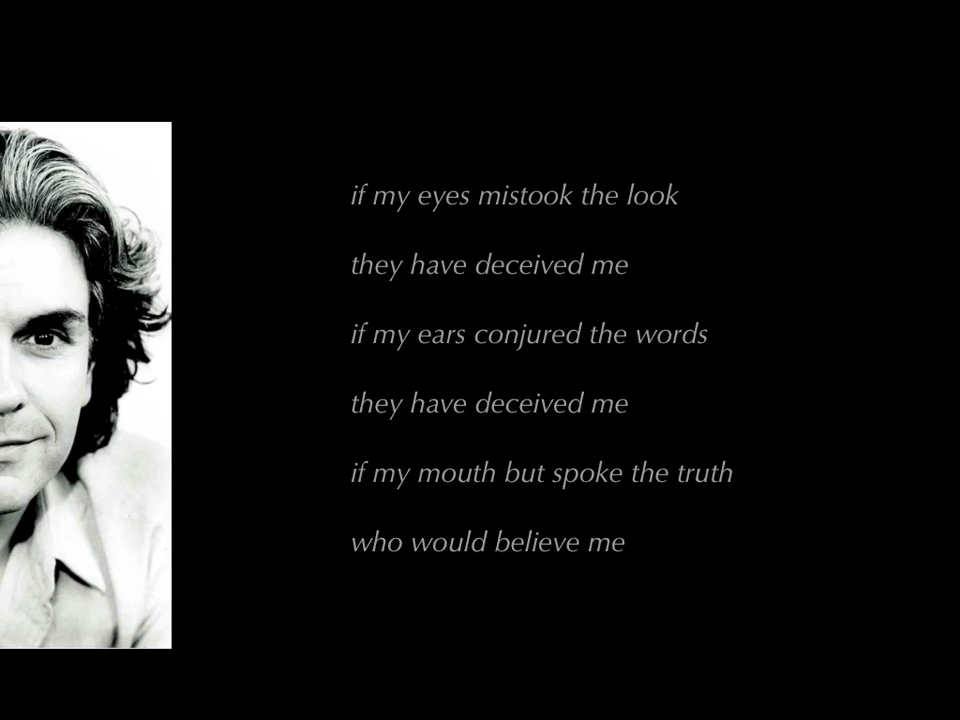 if my eyes mistook the look
they have deceived me
if my ears conjured the words
they have deceived me
if my mouth but spoke the truth
who would believe me